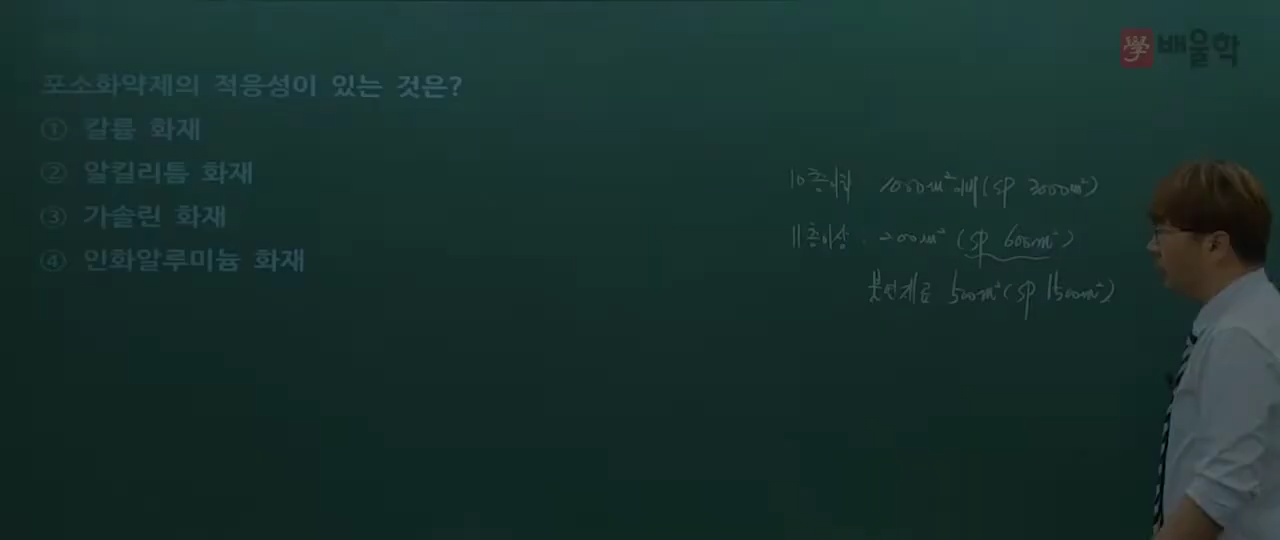 學 배울학
포소화약제의 적응성이 있는 것은?
① 칼륨 화재
② 알킬리튬 화재
③ 가솔린 화재
④ 인화알루미늄 화재
10층이하 1000m² 이내 (SP 3000m²)
11층이상 200m² (SP 600m²)
불연재료 500m² (SP 1500m²)